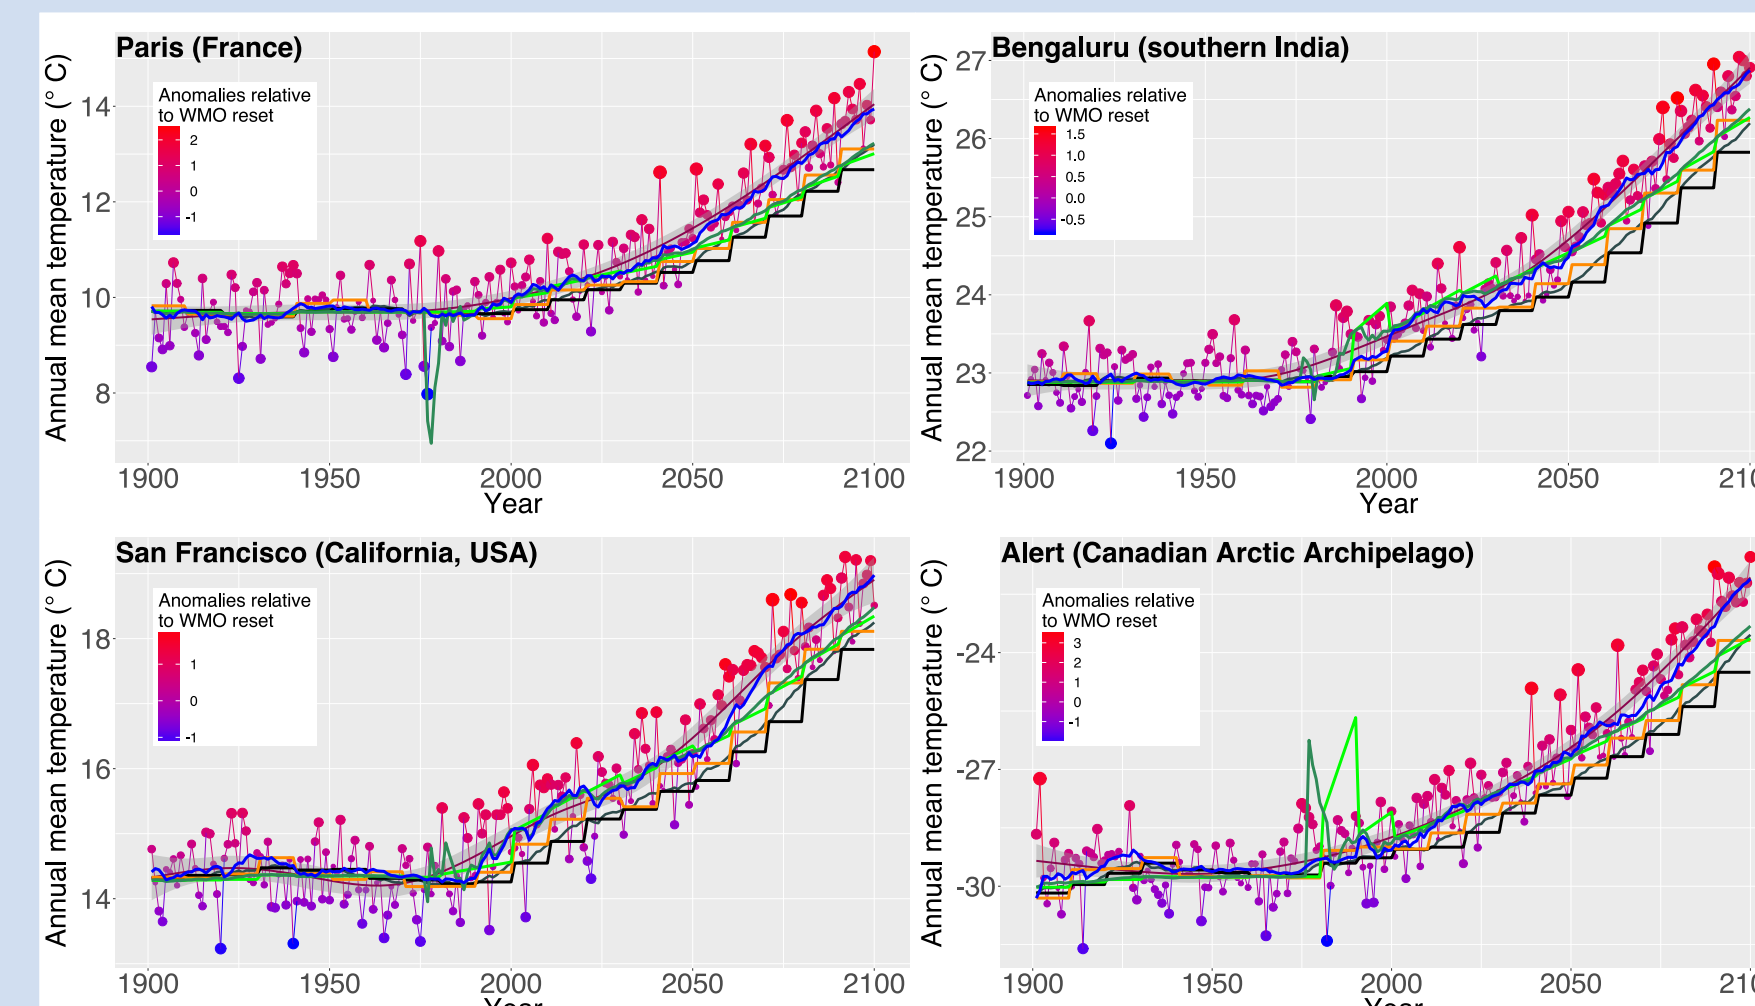 Paris (France)
Annual mean temperature (° C)
14
12
10
8
Anomalies relative
to WMO reset
2
1
0
-1
1900
1950
2000
2050
2100
Year
Bengaluru (southern India)
Annual mean temperature (° C)
27
26
25
24
23
22
Anomalies relative
to WMO reset
1.5
1.0
0.5
0.0
-0.5
1900
1950
2000
2050
210
Year
San Francisco (California, USA)
Annual mean temperature (° C)
18
16
14
Anomalies relative
to WMO reset
1
0
-1
1900
1950
2000
2050
2100
Year
Alert (Canadian Arctic Archipelago)
Annual mean temperature (° C)
-24
-27
-30
Anomalies relative
to WMO reset
3
2
1
0
-1
1900
1950
2000
2050
2100
Year